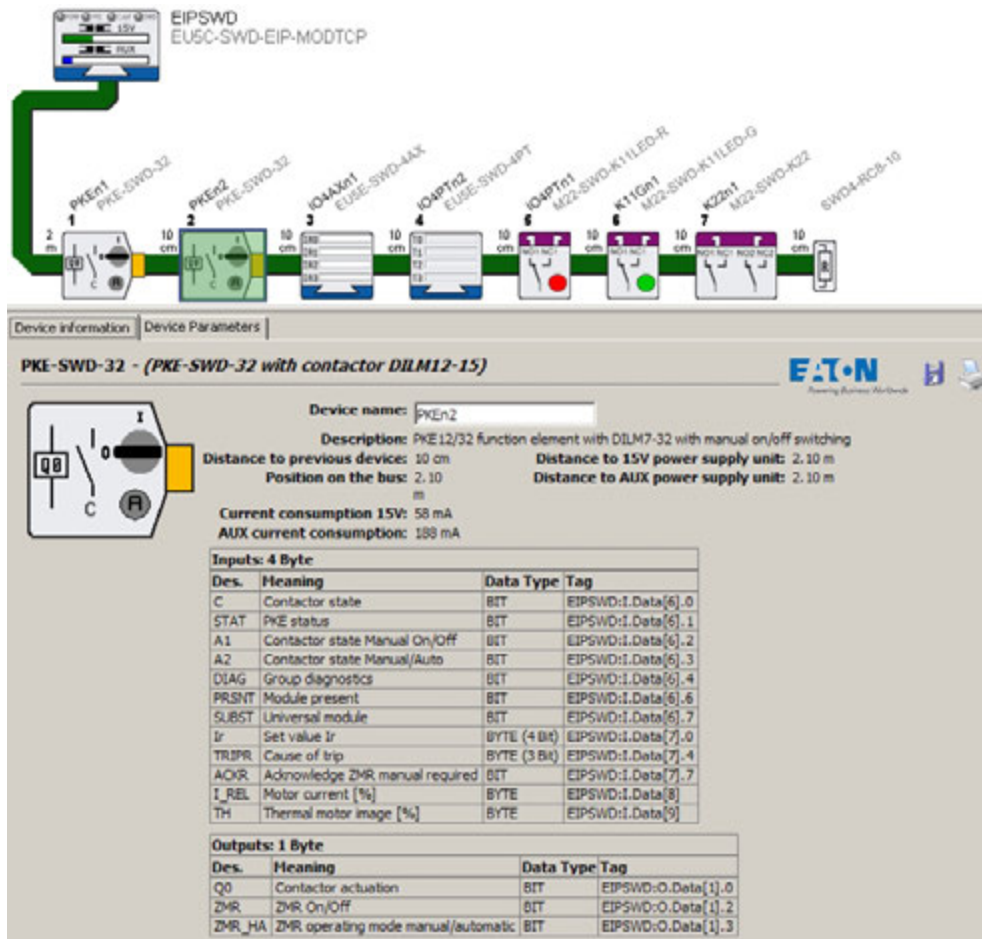 EIPSWD
EU5C-SWD-EIP-MODTCP
15V
AUX
PKEn1 PKE-SWD-32
PKEn2 PKE-SWD-32
IO4AXn1 EU5E-SWD-4AX
IO4PTn2 EU5E-SWD-4PT
IO4PTn1 M22-SWD-K11LED-R
K11Gn1 M22-SWD-K11LED-G
K22n1 M22-SWD-K22
SWD4-RC8-10
1 2 3 4 5 6 7
2 m 10 cm 10 cm 10 cm 10 cm 10 cm 10 cm 10 cm
Device information Device Parameters
PKE-SWD-32 - (PKE-SWD-32 with contactor DILM12-15)
EATON
Powering Business Worldwide
I
0
Q0
C
R
Device name: PKEn2
Description: PKE12/32 function element with DILM7-32 with manual on/off switching
Distance to previous device: 10 cm Distance to 15V power supply unit: 2.10 m
Position on the bus: 2.10 m Distance to AUX power supply unit: 2.10 m
Current consumption 15V: 58 mA
AUX current consumption: 188 mA
Inputs: 4 Byte
Des. Meaning Data Type Tag
C Contactor state BIT EIPSWD:I.Data[6].0
STAT PKE status BIT EIPSWD:I.Data[6].1
A1 Contactor state Manual On/Off BIT EIPSWD:I.Data[6].2
A2 Contactor state Manual/Auto BIT EIPSWD:I.Data[6].3
DIAG Group diagnostics BIT EIPSWD:I.Data[6].4
PRSNT Module present BIT EIPSWD:I.Data[6].6
SUBST Universal module BIT EIPSWD:I.Data[6].7
Ir Set value Ir BYTE (4 Bit) EIPSWD:I.Data[7].0
TRIPR Cause of trip BYTE (3 Bit) EIPSWD:I.Data[7].4
ACKR Acknowledge ZMR manual required BIT EIPSWD:I.Data[7].7
I_REL Motor current [%] BYTE EIPSWD:I.Data[8]
TH Thermal motor image [%] BYTE EIPSWD:I.Data[9]
Outputs: 1 Byte
Des. Meaning Data Type Tag
Q0 Contactor actuation BIT EIPSWD:O.Data[1].0
ZMR ZMR On/Off BIT EIPSWD:O.Data[1].2
ZMR_HA ZMR operating mode manual/automatic BIT EIPSWD:O.Data[1].3